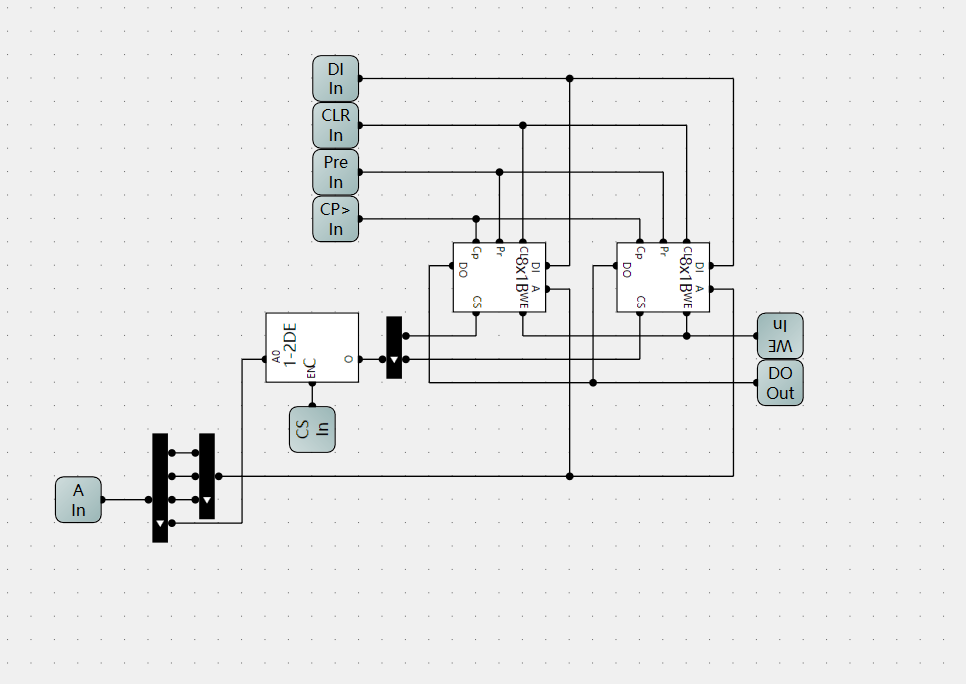 DI
In
CLR
In
Pre
In
CP>
In
Cp
Pr
CL
DI
DO
8x1B
A
CS
WE
Cp
Pr
CL
DI
DO
8x1B
A
CS
WE
WE
In
DO
Out
A0
1-2DE
C
O
EN
CS
In
A
In